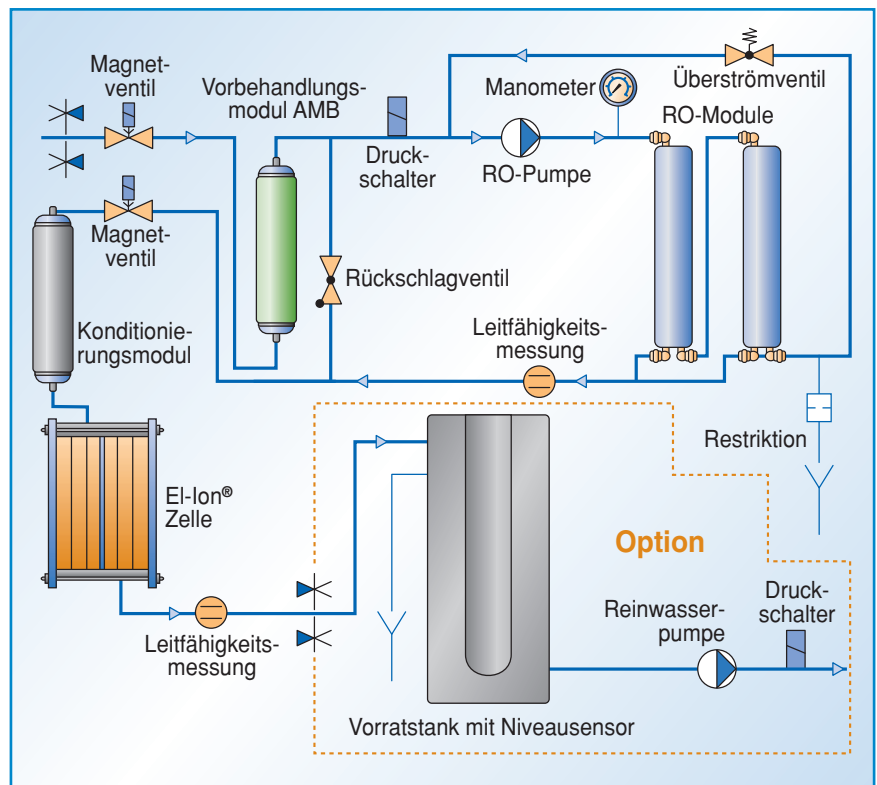 Magnet-
ventil
Vorbehandlungs-
modul AMB
Manometer
Überströmventil
RO-Module
Druck-
schalter
RO-Pumpe
Magnet-
ventil
Rückschlagventil
Konditionie-
rungsmodul
Leitfähigkeits-
messung
Restriktion
El-Ion®
Zelle
Option
Leitfähigkeits-
messung
Reinwasser-
pumpe
Druck-
schalter
Vorratstank mit Niveausensor